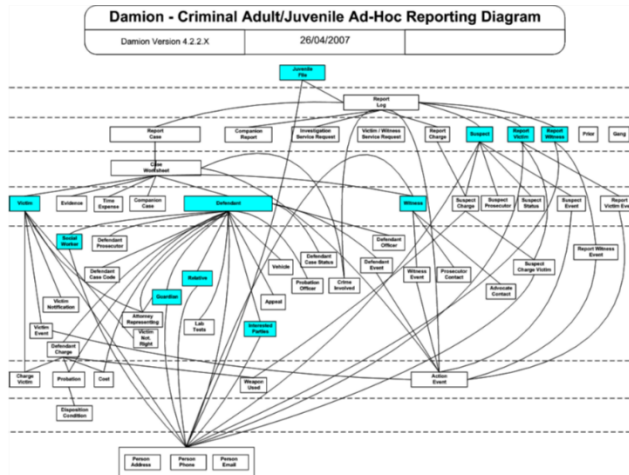 Damion - Criminal Adult/Juvenile Ad-Hoc Reporting Diagram
Damion Version 4.2.2.X
26/04/2007
Juvenile
File
Report
Log
Report
Case
Companion
Report
Investigation
Service Request
Victim / Witness
Service Request
Report
Charge
Suspect
Report
Victim
Report
Witness
Prior
Gang
Case
Worksheet
Victim
Evidence
Time
Expense
Companion
Case
Defendant
Witness
Suspect
Charge
Suspect
Prosecutor
Suspect
Status
Suspect
Event
Report
Victim Event
Social
Worker
Defendant
Prosecutor
Defendant
Officer
Defendant
Case Code
Relative
Vehicle
Defendant
Case Status
Defendant
Event
Report Witness
Event
Guardian
Probation
Officer
Crime
Involved
Witness
Event
Prosecutor
Contact
Suspect
Charge Victim
Advocate
Contact
Victim
Notification
Appeal
Attorney
Representing
Lab
Tests
Interested
Parties
Victim
Event
Victim
Not.
Right
Defendant
Charge
Charge
Victim
Probation
Cost
Weapon
Used
Action
Event
Disposition
Condition
Person
Address
Person
Phone
Person
Email